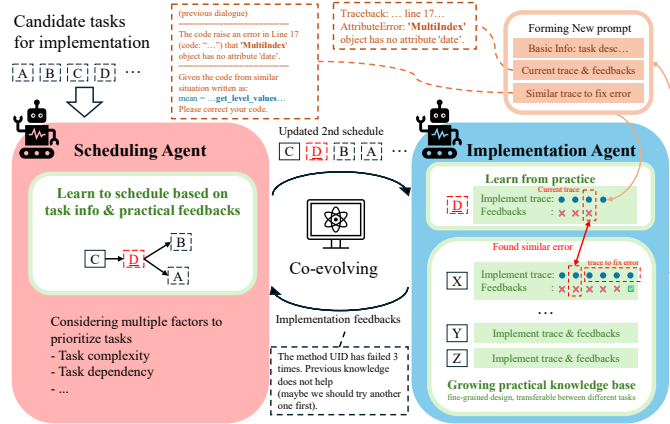 Candidate tasks
for implementation
A B C D ...
(previous dialogue)
The code raise an error in Line 17
(code: “…”) that 'MultiIndex'
object has no attribute 'date'.
Given the code from similar
situation written as:
mean = …get_level_values…
Please correct your code.
Traceback: … line 17…
AttributeError: 'MultiIndex'
object has no attribute 'date'.
Forming New prompt
Basic Info: task desc…
Current trace & feedbacks
Similar trace to fix error
Scheduling Agent
Learn to schedule based on
task info & practical feedbacks
C D B A
Considering multiple factors to
prioritize tasks
- Task complexity
- Task dependency
- ...
Updated 2nd schedule
C D B A ...
Co-evolving
Implementation feedbacks
The method UID has failed 3
times. Previous knowledge
does not help
(maybe we should try another
one first).
Implementation Agent
Learn from practice
Current trace
D
Implement trace:
Feedbacks :
Found similar error
trace to fix error
X
Implement trace:
Feedbacks :
...
Y Implement trace & feedbacks
Z Implement trace & feedbacks
Growing practical knowledge base
fine-grained design, transferable between different tasks